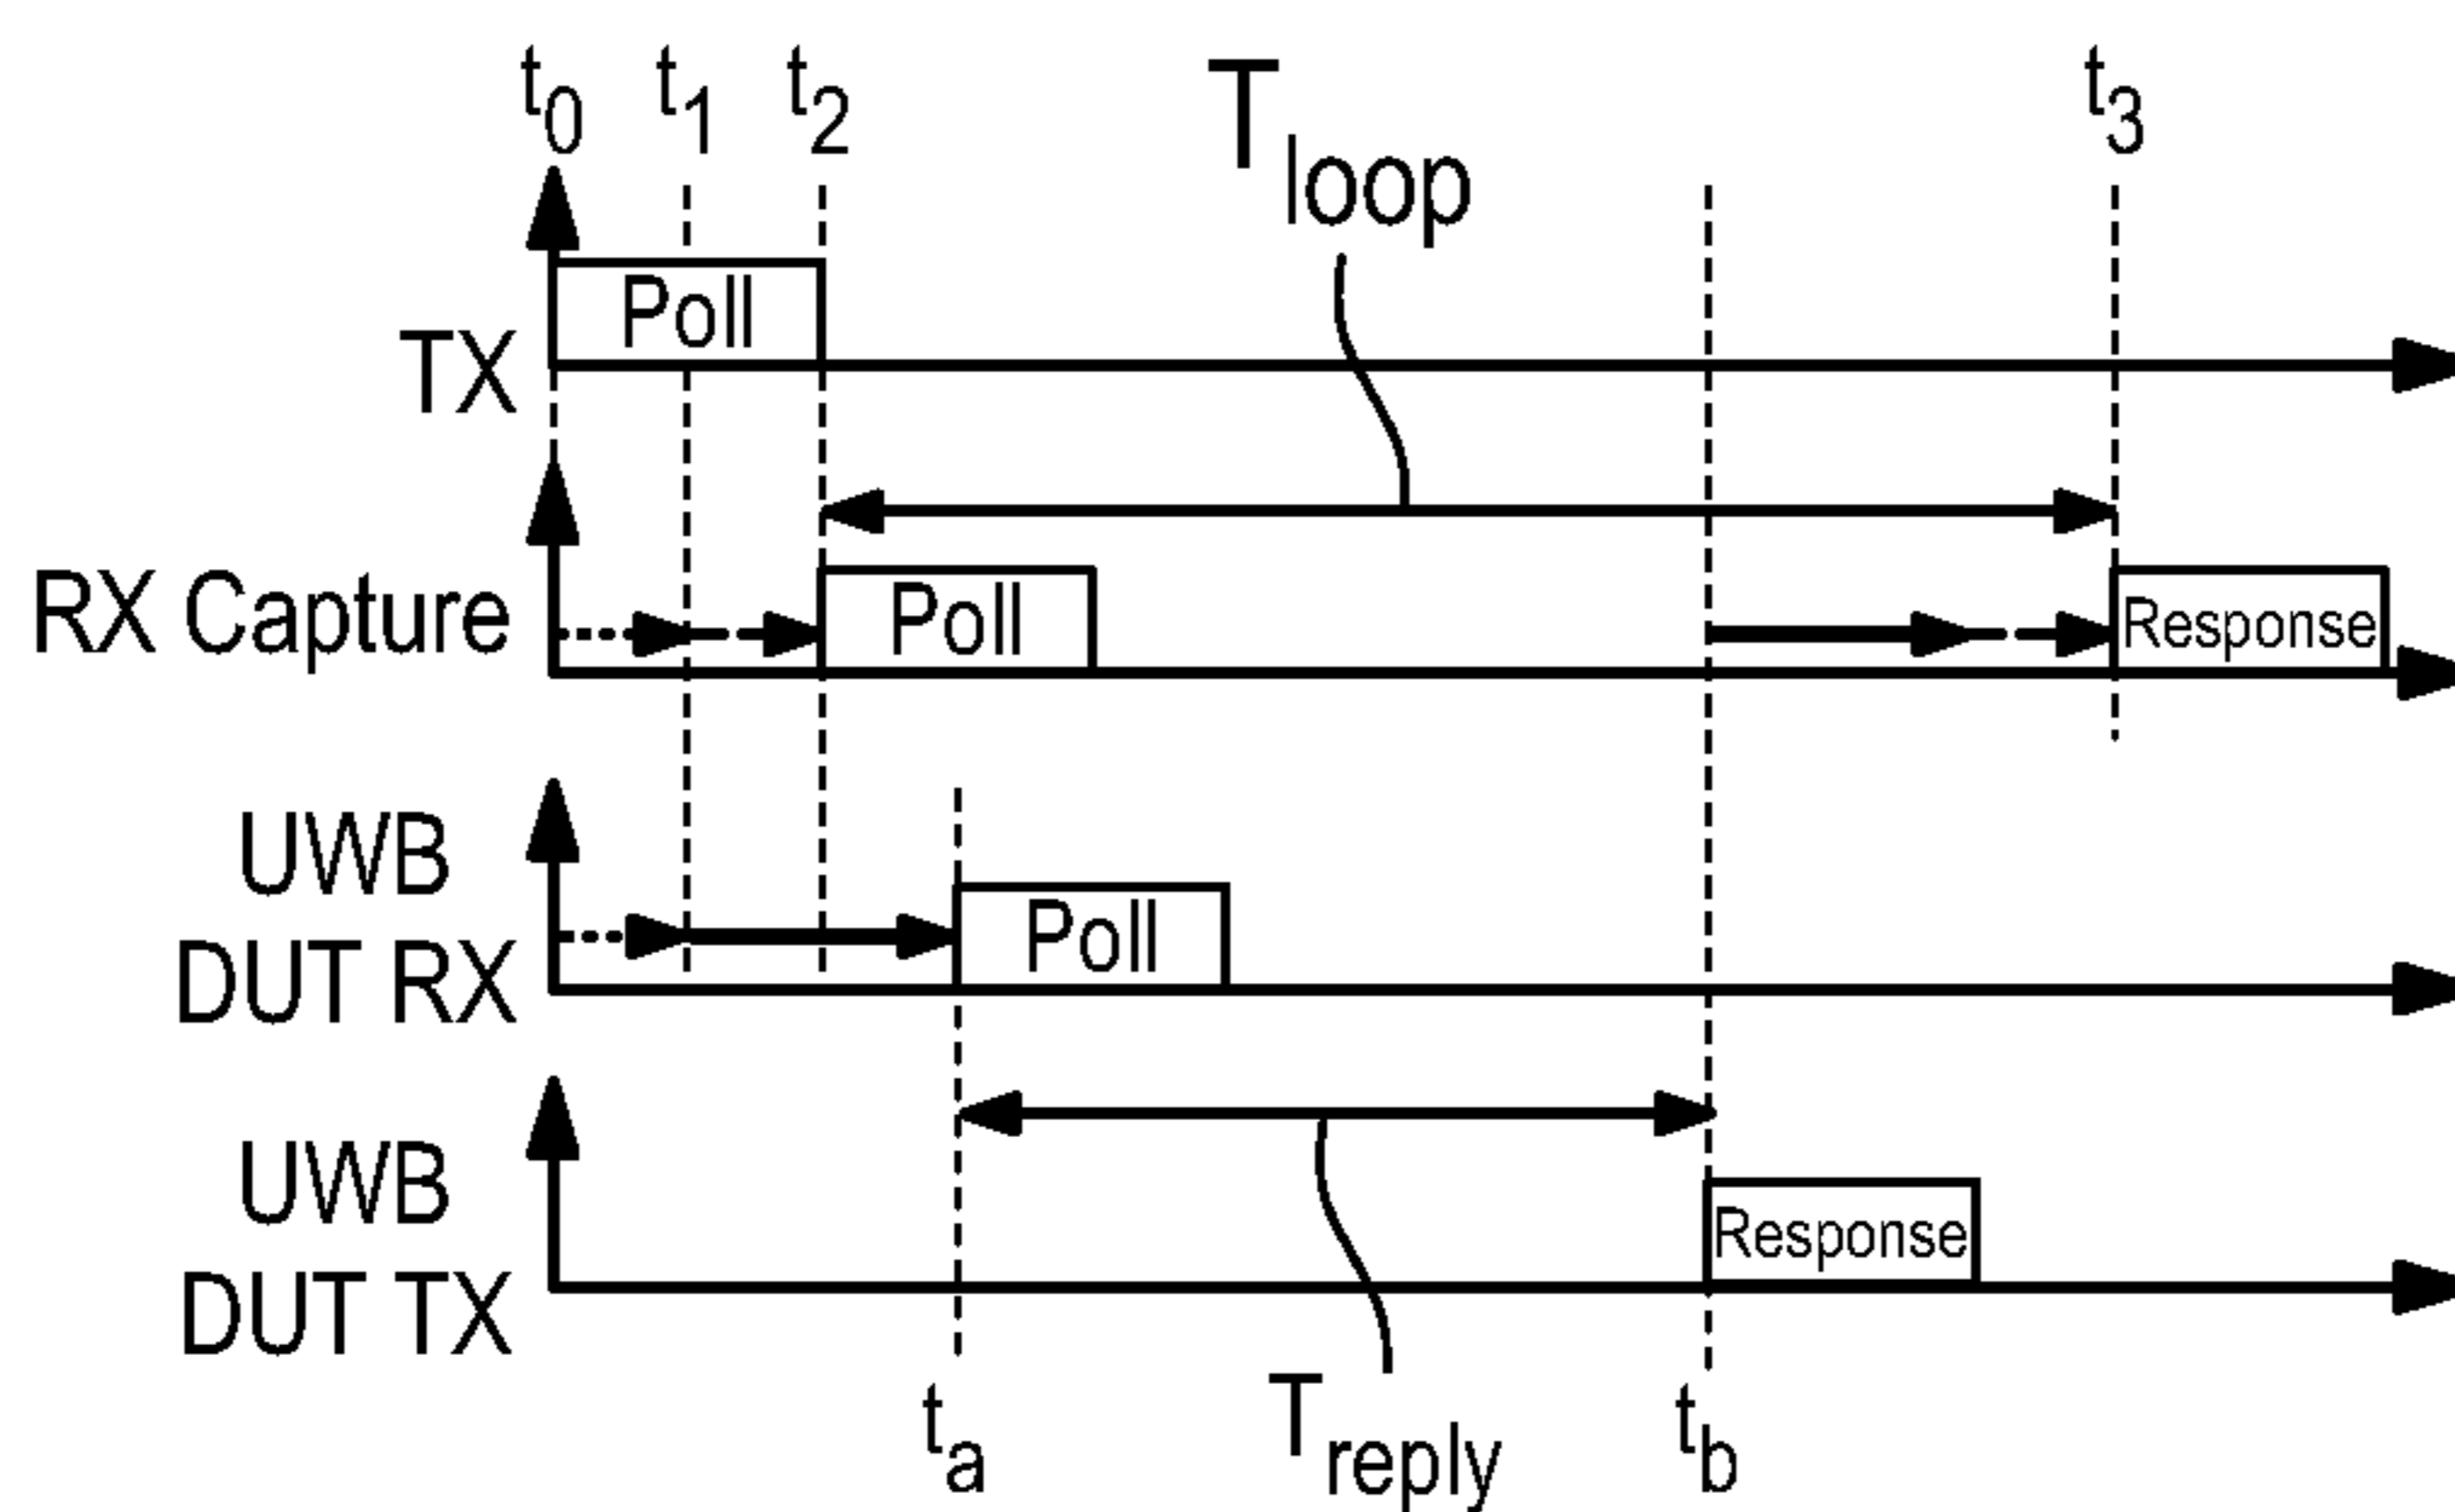 t0 t1 t2 Tloop t3
Poll
TX
RX Capture Poll Response
UWB
DUT RX Poll
UWB
DUT TX Response
ta Treply tb